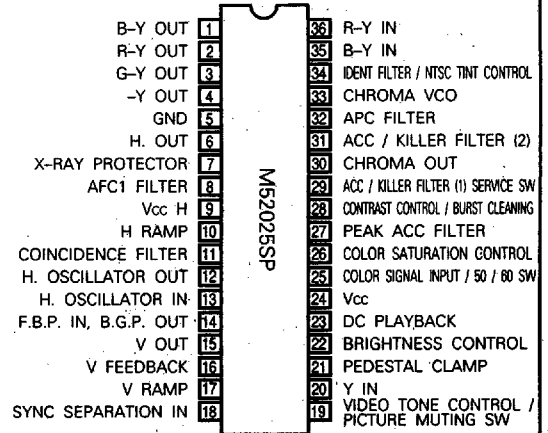 B-Y OUT 1
R-Y OUT 2
G-Y OUT 3
-Y OUT 4
GND 5
H. OUT 6
X-RAY PROTECTOR 7
AFC1 FILTER 8
Vcc H 9
H RAMP 10
COINCIDENCE FILTER 11
H. OSCILLATOR OUT 12
H. OSCILLATOR IN 13
F.B.P. IN, B.G.P. OUT 14
V OUT 15
V FEEDBACK 16
V RAMP 17
SYNC SEPARATION IN 18
M52025SP
36 R-Y IN
35 B-Y IN
34 IDENT FILTER / NTSC TINT CONTROL
33 CHROMA VCO
32 APC FILTER
31 ACC / KILLER FILTER (2)
30 CHROMA OUT
29 ACC / KILLER FILTER (1) SERVICE SW
28 CONTRAST CONTROL / BURST CLEANING
27 PEAK ACC FILTER
26 COLOR SATURATION CONTROL
25 COLOR SIGNAL INPUT / 50 / 60 SW
24 Vcc
23 DC PLAYBACK
22 BRIGHTNESS CONTROL
21 PEDESTAL CLAMP
20 Y IN
19 VIDEO TONE CONTROL /
PICTURE MUTING SW